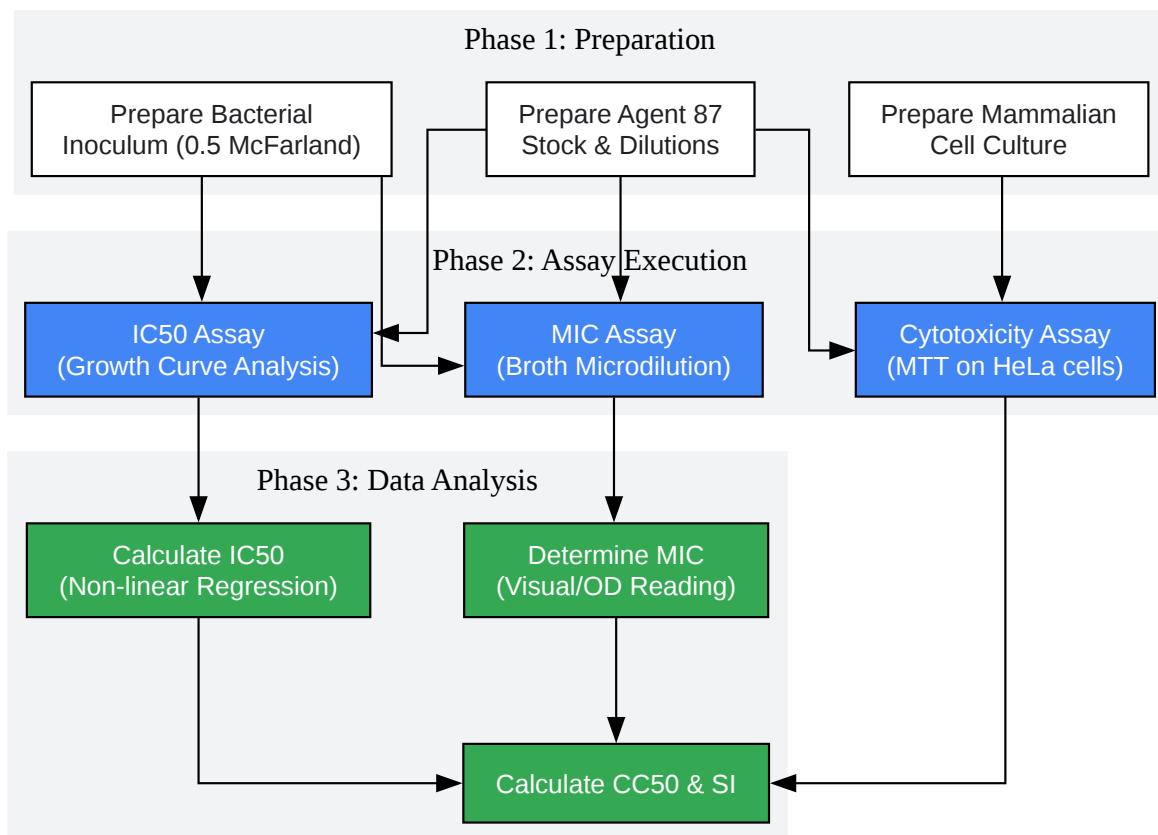 Phase 1: Preparation
Prepare Bacterial
Inoculum (0.5 McFarland)
Prepare Agent 87
Stock & Dilutions
Prepare Mammalian
Cell Culture
Phase 2: Assay Execution
IC50 Assay
(Growth Curve Analysis)
MIC Assay
(Broth Microdilution)
Cytotoxicity Assay
(MTT on HeLa cells)
Phase 3: Data Analysis
Calculate IC50
(Non-linear Regression)
Determine MIC
(Visual/OD Reading)
Calculate CC50 & SI